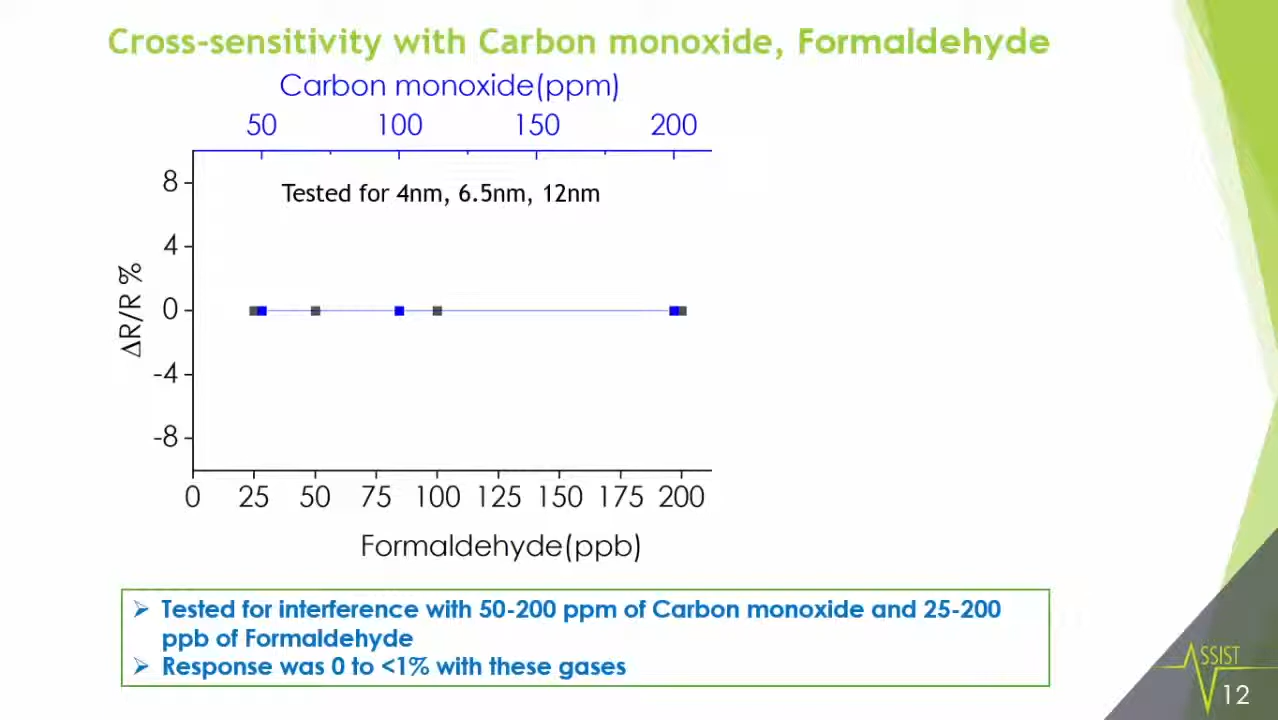 Cross-sensitivity with Carbon monoxide, Formaldehyde
Carbon monoxide(ppm)
50 100 150 200
Tested for 4nm, 6.5nm, 12nm
8
4
0
-4
-8
ΔR/R %
0 25 50 75 100 125 150 175 200
Formaldehyde(ppb)
➢ Tested for interference with 50-200 ppm of Carbon monoxide and 25-200
ppb of Formaldehyde
➢ Response was 0 to <1% with these gases
ASSIST
12